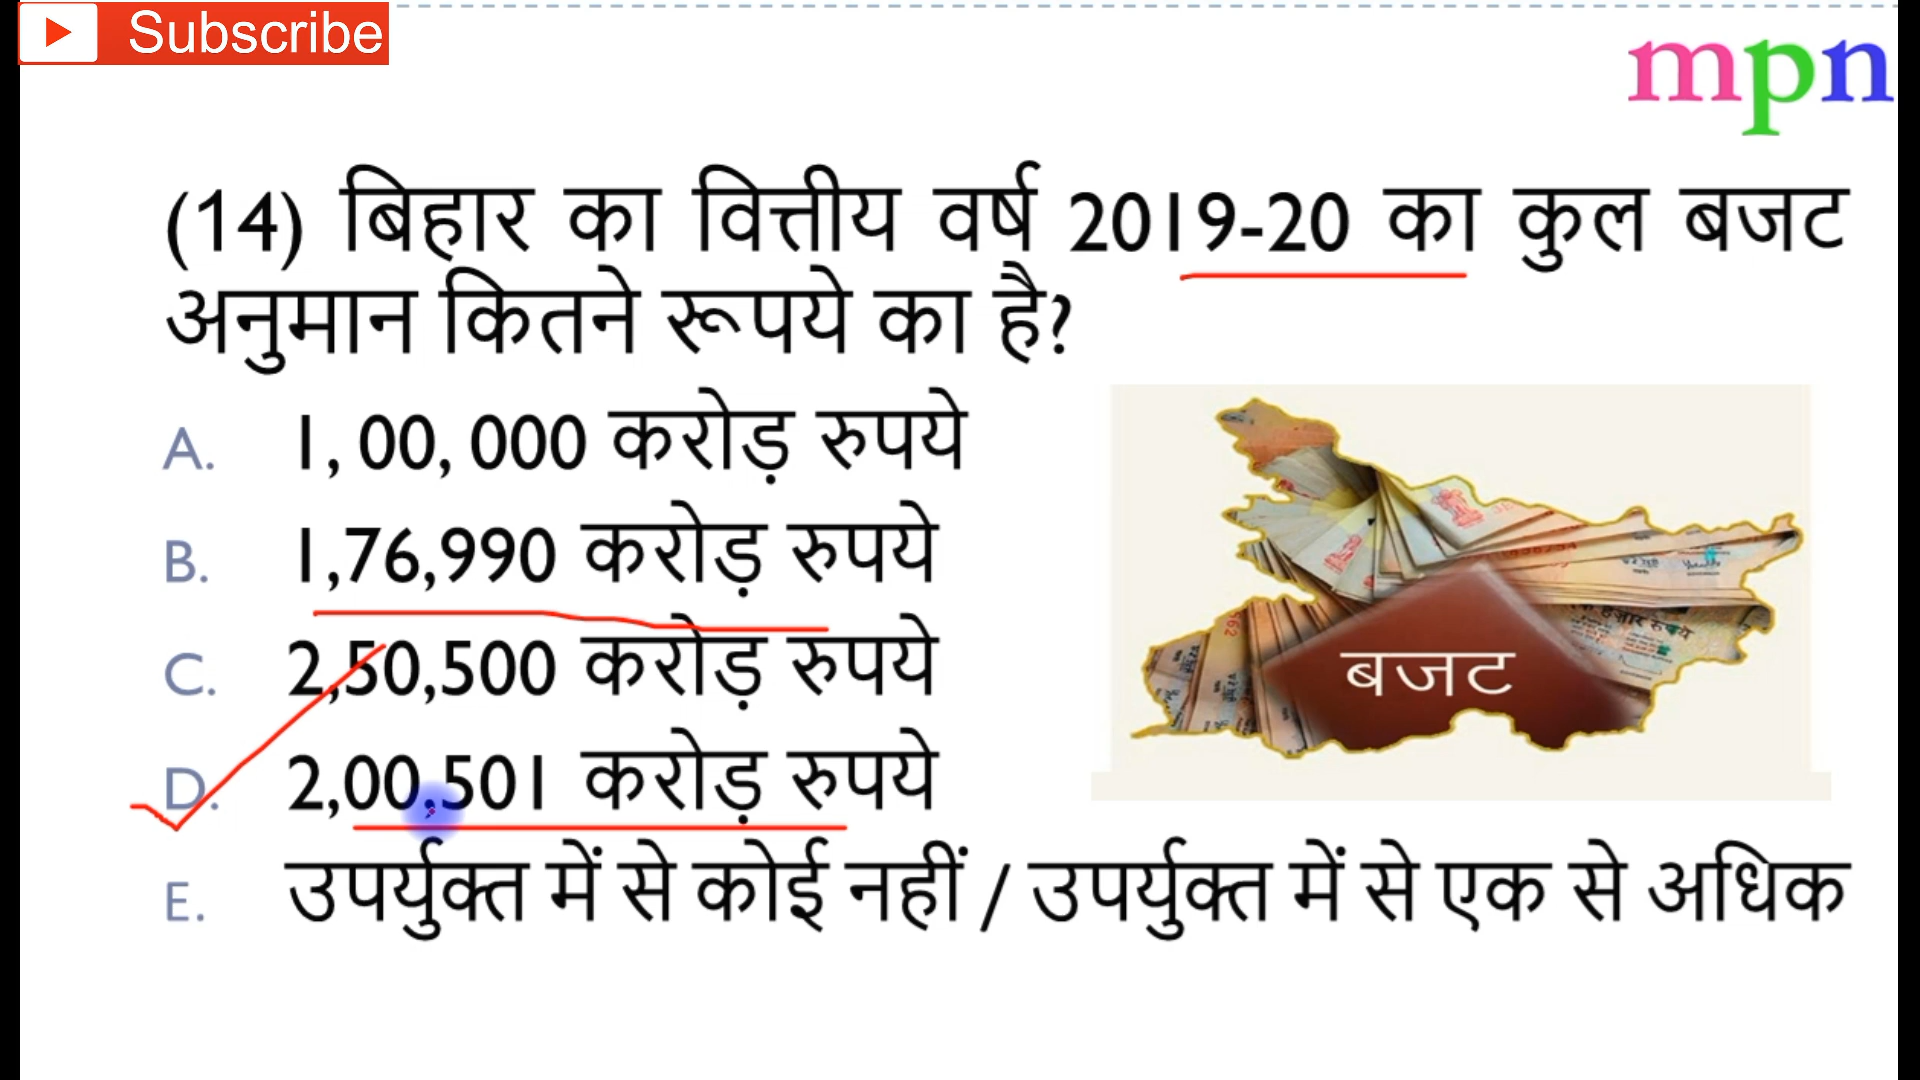 Subscribe
mpn
(14) बिहार का वित्तीय वर्ष 2019-20 का कुल बजट
अनुमान कितने रूपये का है?
A. 1, 00, 000 करोड़ रुपये
B. 1,76,990 करोड़ रुपये
C. 2,50,500 करोड़ रुपये
D. 2,00,501 करोड़ रुपये
E. उपर्युक्त में से कोई नहीं / उपर्युक्त में से एक से अधिक
बजट